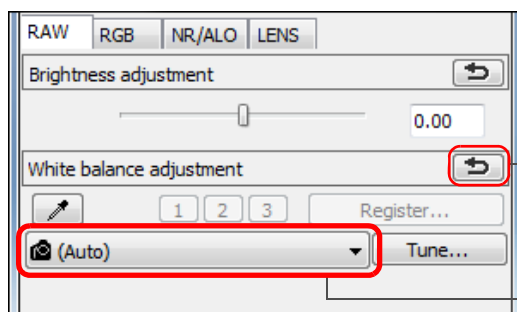 RAW RGB NR/ALO LENS
Brightness adjustment
0.00
White balance adjustment
1 2 3 Register...
(Auto) Tune...